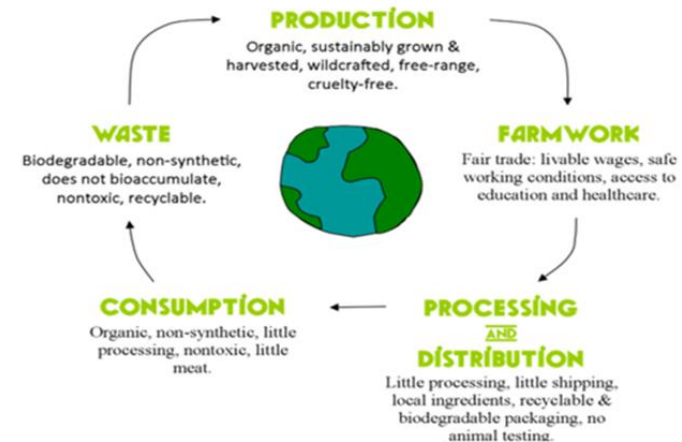 PRODUCTION
Organic, sustainably grown &
harvested, wildcrafted, free-range,
cruelty-free.
FARMWORK
Fair trade: livable wages, safe
working conditions, access to
education and healthcare.
PROCESSING
AND
DISTRIBUTION
Little processing, little shipping,
local ingredients, recyclable &
biodegradable packaging, no
animal testing.
CONSUMPTION
Organic, non-synthetic, little
processing, nontoxic, little
meat.
WASTE
Biodegradable, non-synthetic,
does not bioaccumulate,
nontoxic, recyclable.